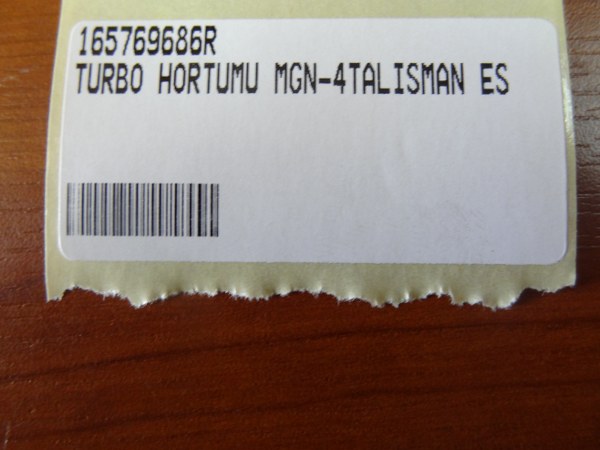 165769686R
TURBO HORTUMU MGN-4TALISMAN ES